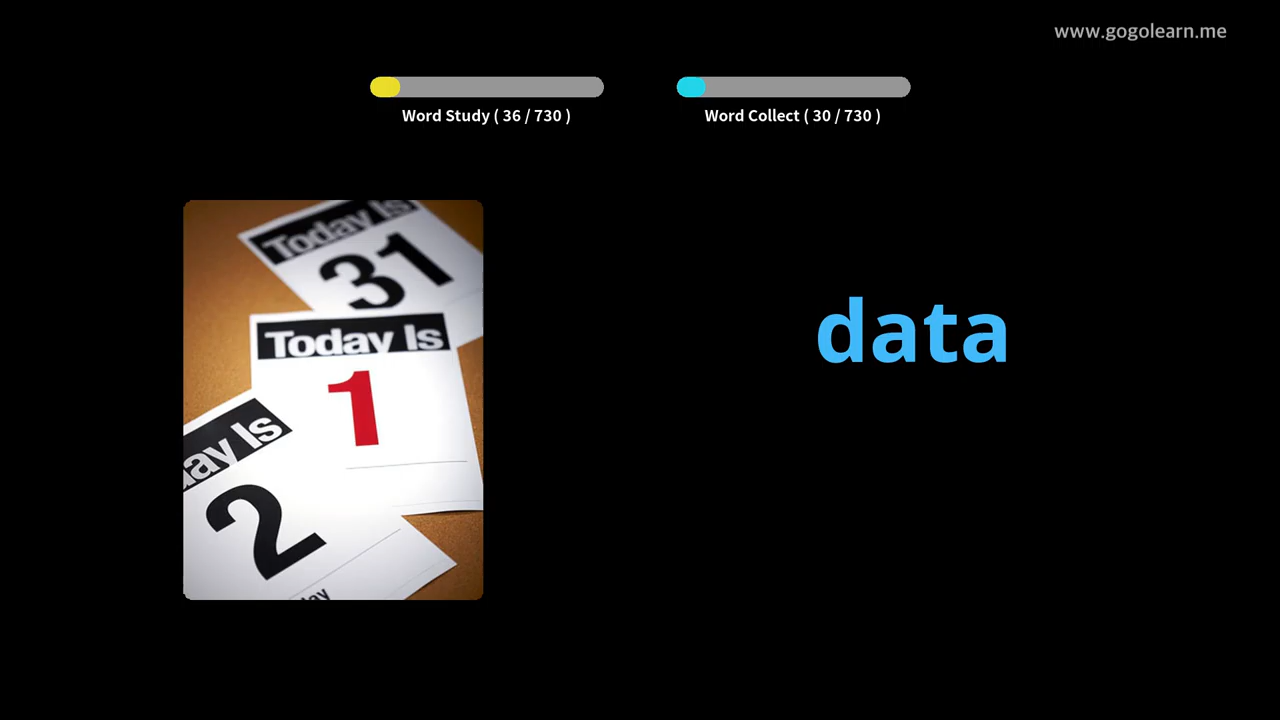 www.gogolearn.me
Word Study ( 36 / 730 )
Word Collect ( 30 / 730 )
Today Is
31
Today Is
1
day Is
2
data